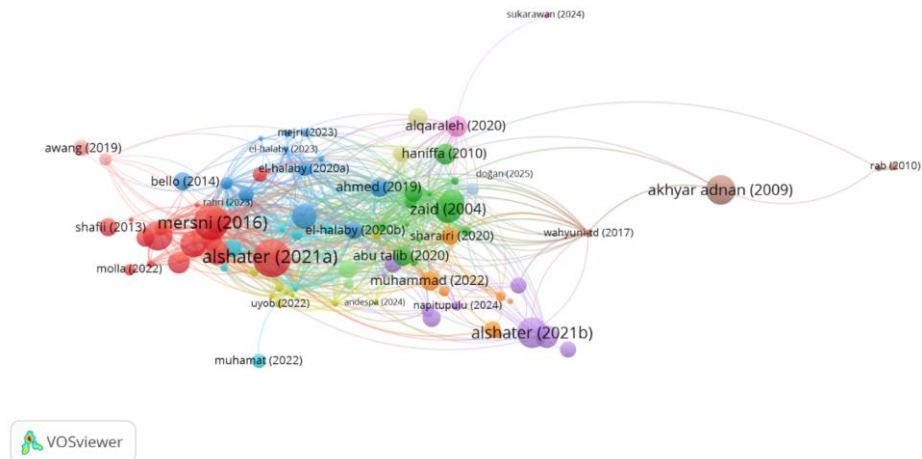 sukarawan (2024)
alqaraleh (2020)
mejri (2023)
awang (2019)
el-halaby (2023)
haniffa (2010)
rab (2010)
el-halaby (2020a)
doğan (2025)
bello (2014)
ahmed (2019)
akhyar adnan (2009)
zaid (2004)
mersni (2016)
shafii (2013)
el-halaby (2020b)
sharairi (2020)
wahyuni-td (2017)
alshater (2021a)
abu talib (2020)
molla (2022)
muhammad (2022)
uyob (2022)
andespa (2024)
napitupulu (2024)
alshater (2021b)
muhamat (2022)
VOSviewer